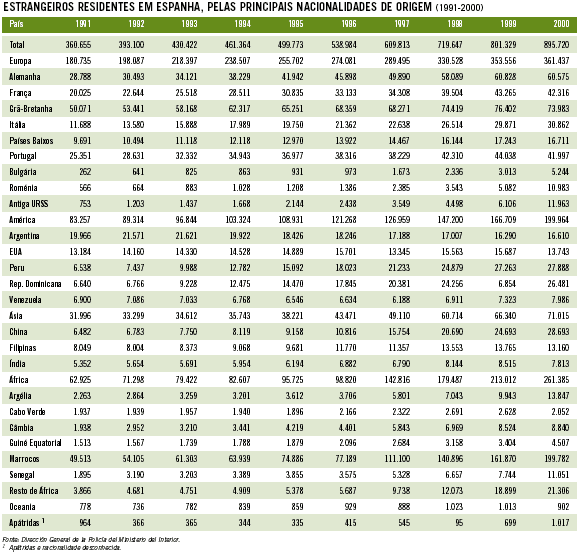 ESTRANGEIROS RESIDENTES EM ESPANHA, PELAS PRINCIPAIS NACIONALIDADES DE ORIGEM (1991-2000)
País 1991 1992 1993 1994 1995 1996 1997 1998 1999 2000
Total 360.655 393.100 430.422 461.364 499.773 538.984 609.813 719.647 801.329 895.720
Europa 180.735 198.087 218.397 238.507 255.702 274.081 289.495 330.528 353.556 361.437
Alemanha 28.788 30.493 34.121 38.229 41.942 45.898 49.890 58.089 60.828 60.575
França 20.025 22.644 25.518 28.511 30.835 33.133 34.308 39.504 43.265 42.316
Grã-Bretanha 50.071 53.441 58.168 62.317 65.251 68.359 68.271 74.419 76.402 73.983
Itália 11.688 13.580 15.888 17.989 19.750 21.362 22.638 26.514 29.871 30.862
Países Baixos 9.691 10.494 11.118 12.118 12.970 13.922 14.467 16.144 17.243 16.711
Portugal 25.351 28.631 32.332 34.943 36.977 38.316 38.229 42.310 44.038 41.997
Bulgária 262 641 825 863 931 973 1.673 2.336 3.013 5.244
Roménia 566 664 883 1.028 1.208 1.386 2.385 3.543 5.082 10.983
Antiga URSS 753 1.203 1.437 1.668 2.144 2.438 3.549 4.498 6.106 11.963
América 83.257 89.314 96.844 103.324 108.931 121.268 126.959 147.200 166.709 199.964
Argentina 19.966 21.571 21.621 19.922 18.426 18.246 17.188 17.007 16.290 16.610
EUA 13.184 14.160 14.330 14.528 14.889 15.701 13.345 15.563 15.687 13.743
Peru 6.538 7.437 9.988 12.782 15.092 18.023 21.233 24.879 27.263 27.888
Rep. Dominicana 6.640 6.766 9.228 12.475 14.470 17.845 20.381 24.256 6.854 26.481
Venezuela 6.900 7.086 7.033 6.768 6.546 6.634 6.188 6.911 7.323 7.986
Ásia 31.996 33.299 34.612 35.743 38.221 43.471 49.110 60.714 66.340 71.015
China 6.482 6.783 7.750 8.119 9.158 10.816 15.754 20.690 24.693 28.693
Filipinas 8.049 8.004 8.373 9.068 9.681 11.770 11.357 13.553 13.765 13.160
Índia 5.352 5.654 5.691 5.954 6.194 6.882 6.790 8.144 8.515 7.813
África 62.925 71.298 79.422 82.607 95.725 98.820 142.816 179.487 213.012 261.385
Argélia 2.263 2.864 3.259 3.201 3.612 3.706 5.801 7.043 9.943 13.847
Cabo Verde 1.937 1.939 1.957 1.940 1.896 2.166 2.322 2.691 2.628 2.052
Gâmbia 1.938 2.952 3.210 3.441 4.219 4.401 5.843 6.969 8.524 8.840
Guiné Equatorial 1.513 1.567 1.739 1.788 1.879 2.096 2.684 3.158 3.404 4.507
Marrocos 49.513 54.105 61.303 63.939 74.886 77.189 111.100 140.896 161.870 199.782
Senegal 1.895 3.190 3.203 3.389 3.855 3.575 5.328 6.657 7.744 11.051
Resto de África 3.866 4.681 4.751 4.909 5.378 5.687 9.738 12.073 18.899 21.306
Oceania 778 736 782 839 859 929 888 1.023 1.013 902
Apátridas ¹ 964 366 365 344 335 415 545 95 699 1.017
Fonte: Dirección General de la Policía del Ministerio del Interior.
¹ Apátridas e nacionalidade desconhecida.